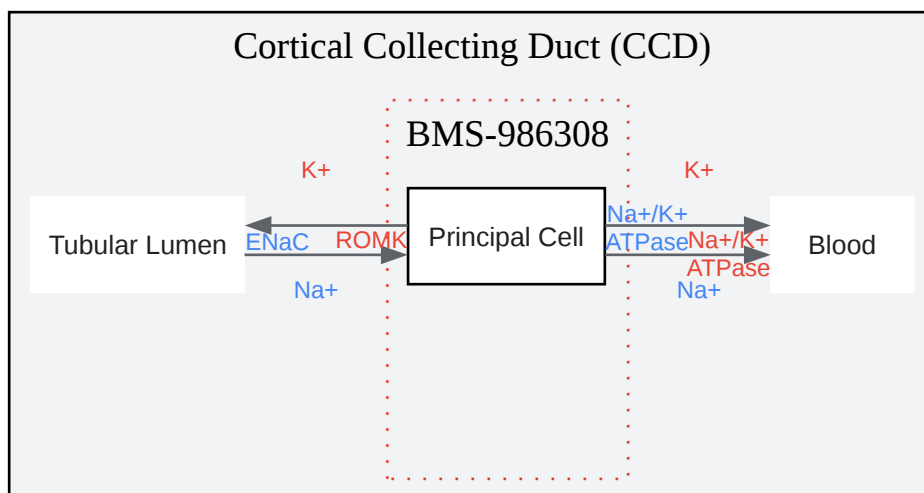 Cortical Collecting Duct (CCD)
BMS-986308
K+
K+
Tubular Lumen
ENaC
ROMK
Principal Cell
Na+/K+
ATPase
Na+/K+
ATPase
Blood
Na+
Na+